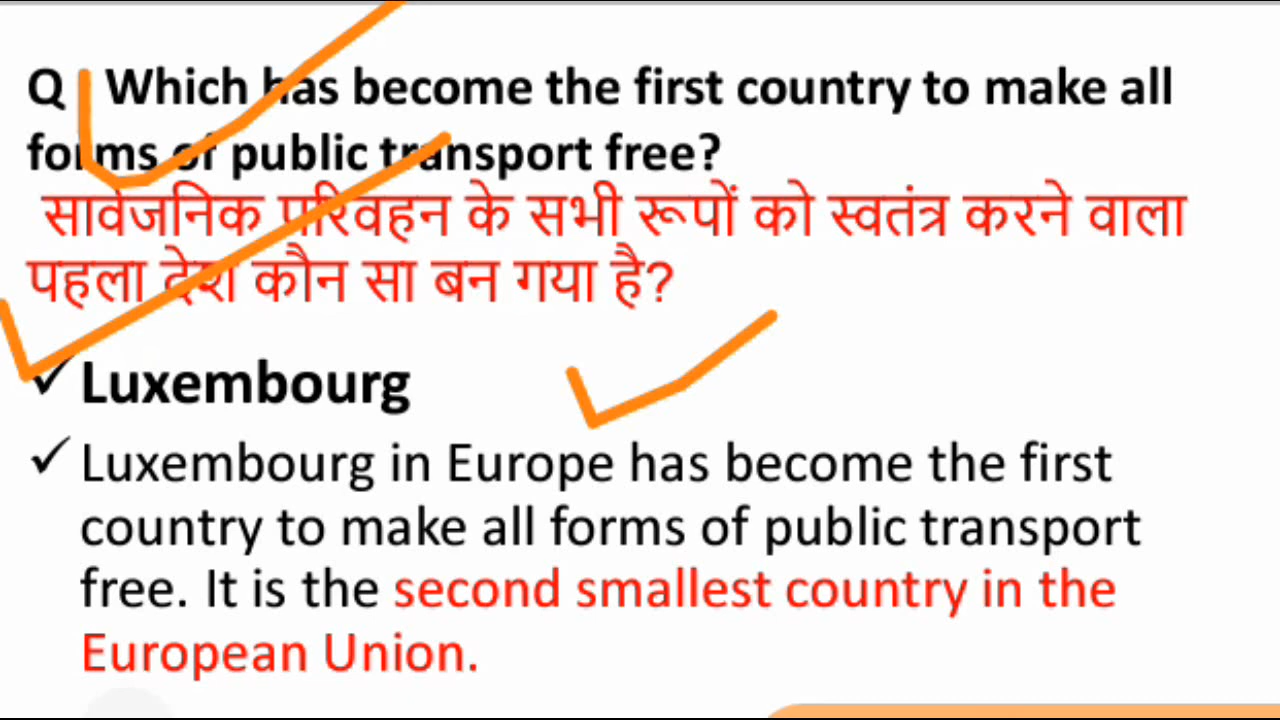 Q Which has become the first country to make all
forms of public transport free?
सार्वजनिक परिवहन के सभी रूपों को स्वतंत्र करने वाला
पहला देश कौन सा बन गया है?
✓ Luxembourg
✓ Luxembourg in Europe has become the first
country to make all forms of public transport
free. It is the second smallest country in the
European Union.